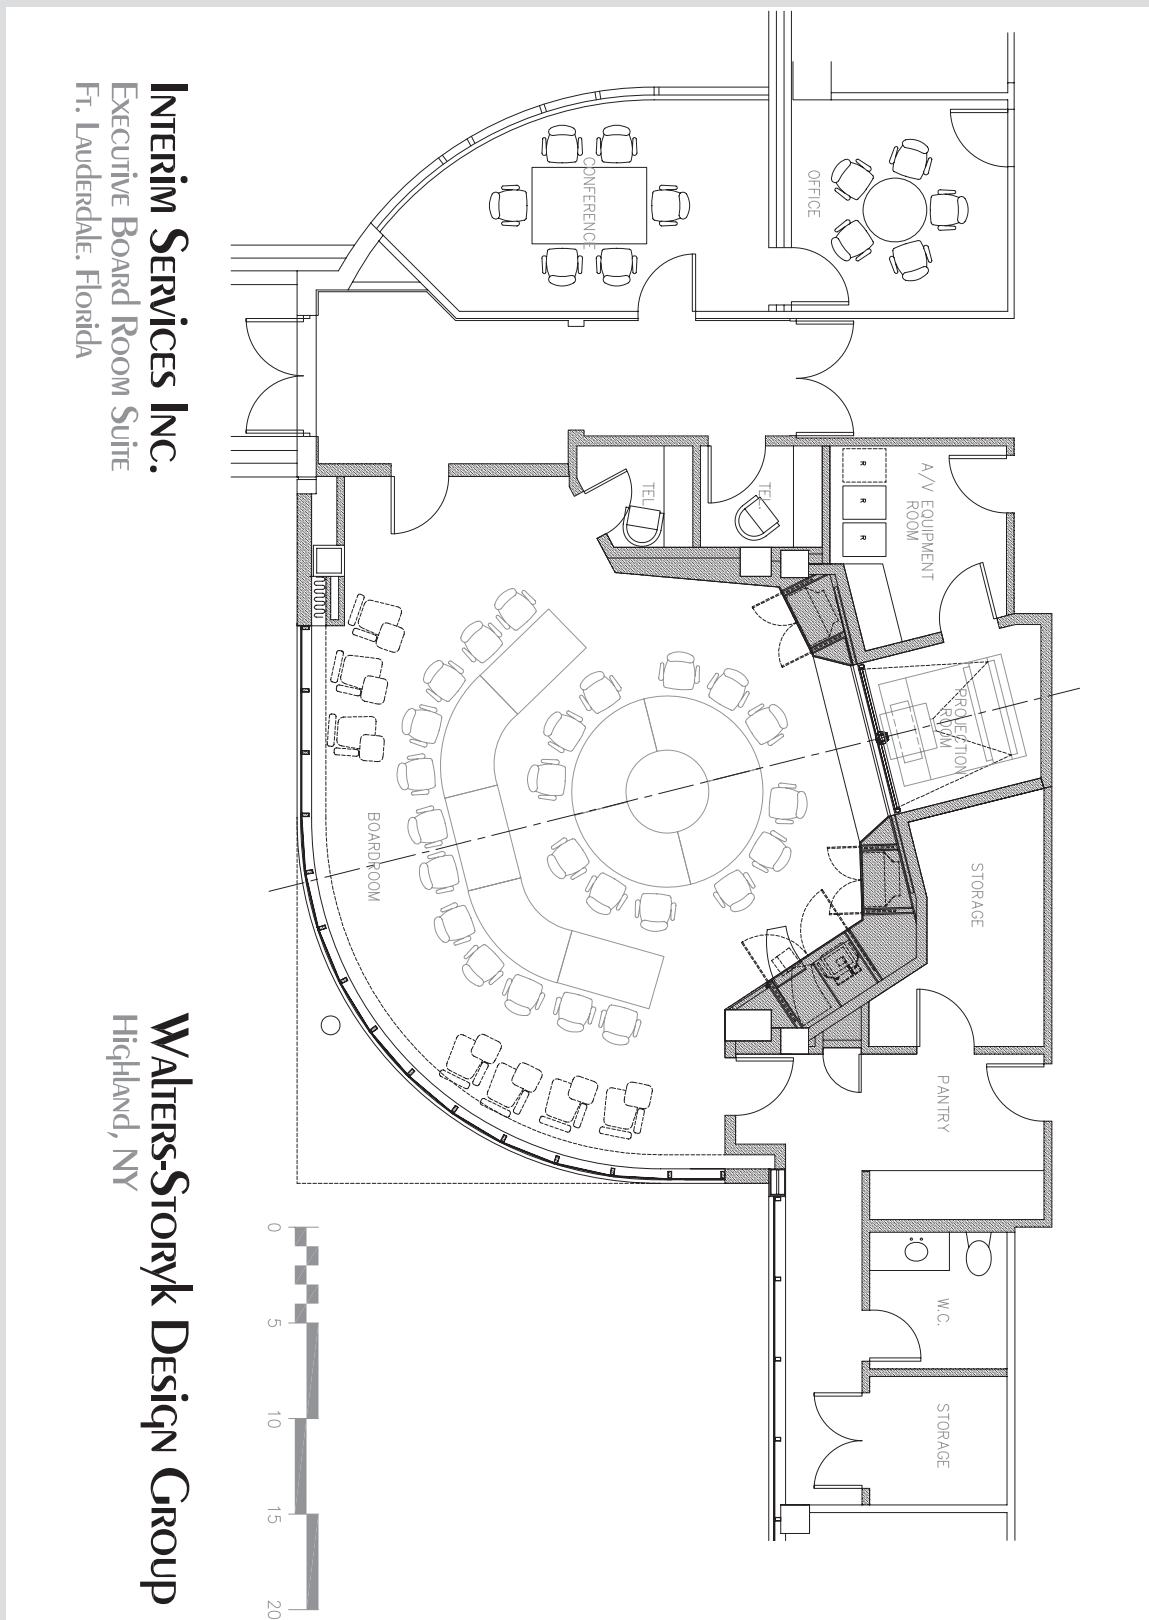 OFFICE
CONFERENCE
A/V EQUIPMENT
ROOM
R
R
R
TEL.
TEL.
PROJECTION
ROOM
STORAGE
BOARDROOM
PANTRY
W.C.
STORAGE
0 5 10 15 20
INTERIM SERVICES INC.
EXECUTIVE BOARD ROOM SUITE
FT. LAUDERDALE. FLORIDA
WALTERS-STORYK DESIGN GROUP
HIGHLAND, NY